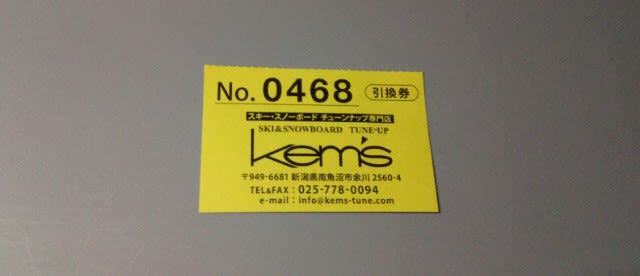 No. 0468 引換券
スキー・スノーボード チューンナップ専門店
SKI&SNOWBOARD TUNE-UP
kem's
〒949-6681 新潟県南魚沼市余川 2560-4
TEL&FAX：025-778-0094
e-mail：info@kems-tune.com